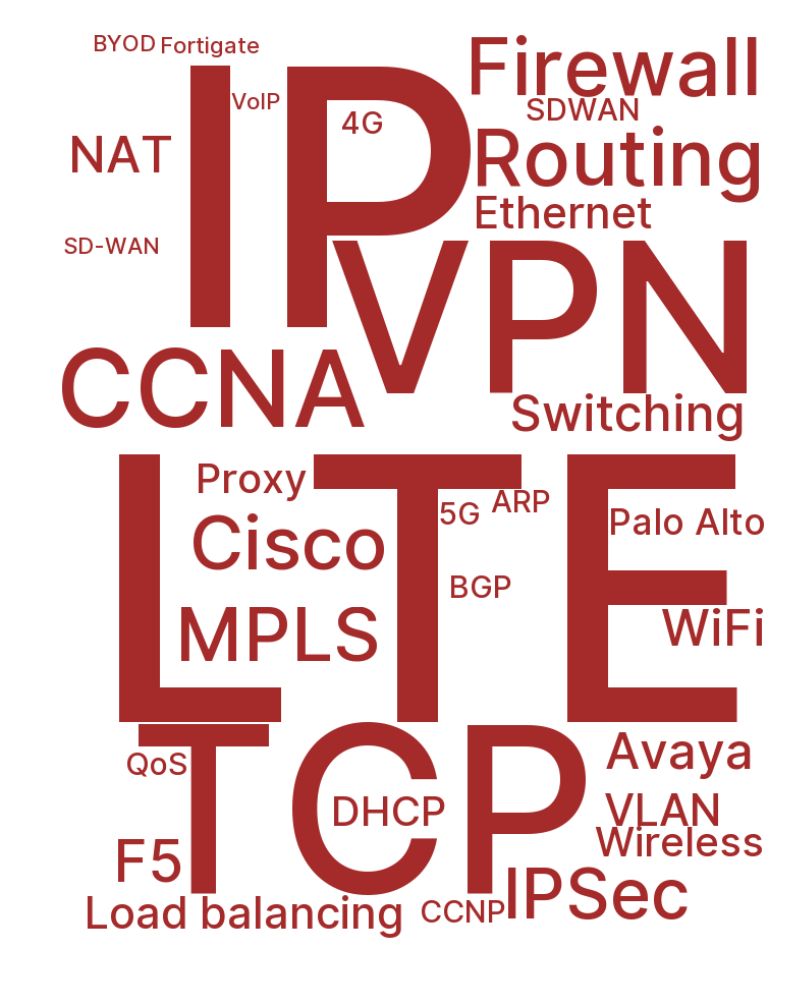 BYOD
Fortigate
Firewall
IP
VoIP
4G
SDWAN
NAT
Routing
Ethernet
SD-WAN
VPN
CCNA
Switching
LTE
Proxy
5G
ARP
Palo Alto
Cisco
BGP
MPLS
WiFi
TCP
QoS
Avaya
DHCP
VLAN
Wireless
F5
IPSec
Load balancing
CCNP